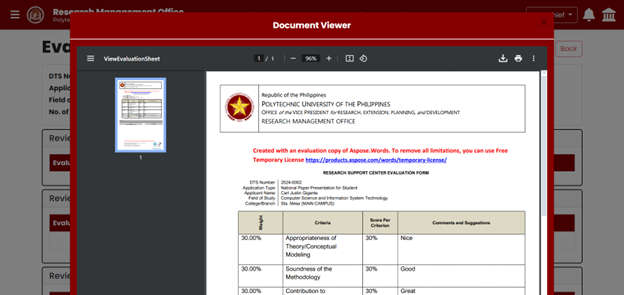 Research Management Office
Document Viewer
hief
Polyte
Eva
Back
ViewEvaluationSheet
1 / 1
96%
DTS N
Applic
Field o
No. of
Revie
Evalu
Revie
Evalu
Revie
Evalu
1
Republic of the Philippines
POLYTECHNIC UNIVERSITY OF THE PHILIPPINES
OFFICE of the VICE PRESIDENT for RESEARCH, EXTENSION, PLANNING, and DEVELOPMENT
RESEARCH MANAGEMENT OFFICE
Created with an evaluation copy of Aspose.Words. To remove all limitations, you can use Free
Temporary License https://products.aspose.com/words/temporary-license/
RESEARCH SUPPORT CENTER EVALUATION FORM
DTS Number 2024-0002
Application Type National Paper Presentation for Student
Applicant Name Carl Justin Gigante
Field of Study Computer Science and Information System Technology
College/Branch Sta. Mesa (MAIN CAMPUS)
Weight Criteria Score Per Criterion Comments and Suggestions
30.00% Appropriateness of 30% Nice
Theory/Conceptual
Modeling
30.00% Soundness of the 30% Good
Methodology
30.00% Contribution to 30% Great